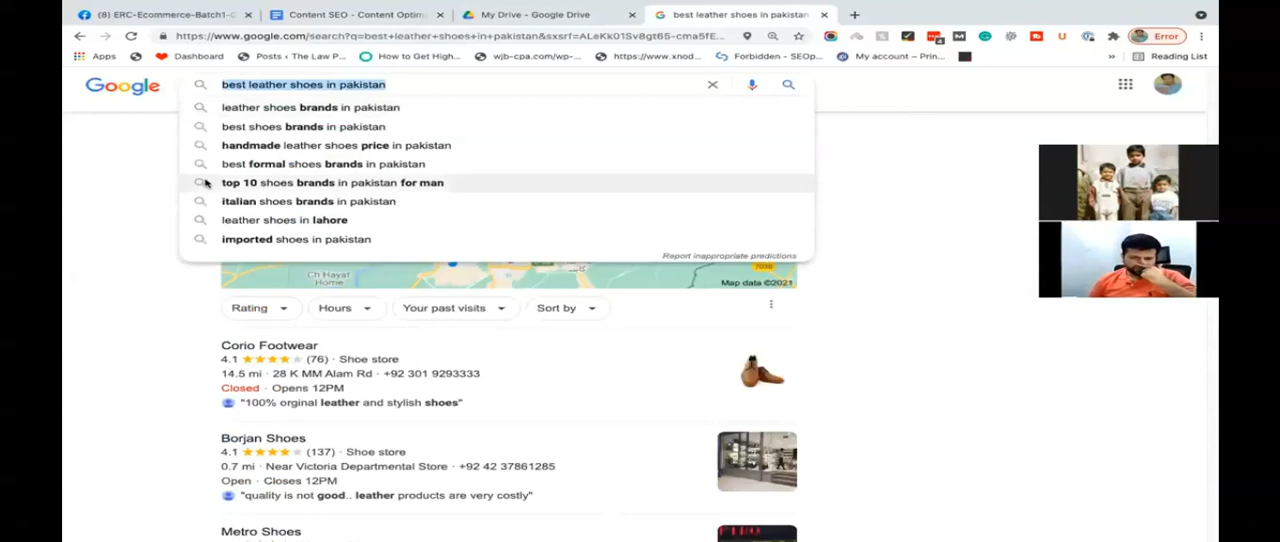 (8) ERC-Ecommerce-Batch1-C
Content SEO - Content Optim
My Drive - Google Drive
best leather shoes in pakistan
https://www.google.com/search?q=best+leather+shoes+in+pakistan&sxsrf=ALeKk01Sv8gt65-cma5fE...
Error
Apps
Dashboard
Posts ‹ The Law P...
How to Get High...
wjb-cpa.com/wp-...
https://www.xnod...
Forbidden - SEOp...
My account – Prin...
»
Reading List
Google
best leather shoes in pakistan
leather shoes brands in pakistan
best shoes brands in pakistan
handmade leather shoes price in pakistan
best formal shoes brands in pakistan
top 10 shoes brands in pakistan for man
italian shoes brands in pakistan
leather shoes in lahore
imported shoes in pakistan
Report inappropriate predictions
Ch Hayat
Home
Map data ©2021
Rating
Hours
Your past visits
Sort by
Corio Footwear
4.1 (76) · Shoe store
14.5 mi · 28 K MM Alam Rd · +92 301 9293333
Closed · Opens 12PM
"100% orginal leather and stylish shoes"
Borjan Shoes
4.1 (137) · Shoe store
0.7 mi · Near Victoria Departmental Store · +92 42 37861285
Open · Closes 12PM
"quality is not good.. leather products are very costly"
Metro Shoes